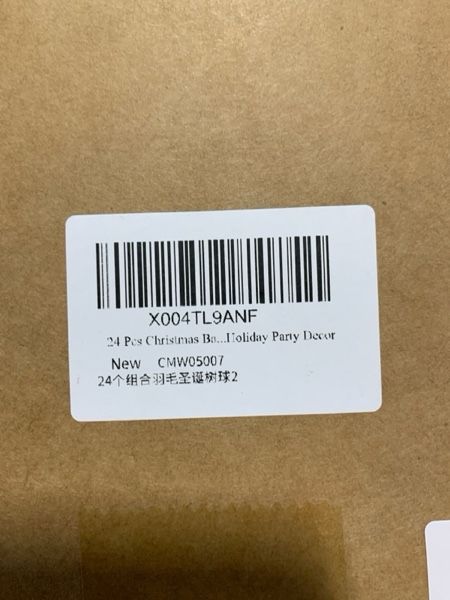 X004TL9ANF
24 Pcs Christmas Ba...Holiday Party Decor
New CMW05007
24个组合羽毛圣诞树球2